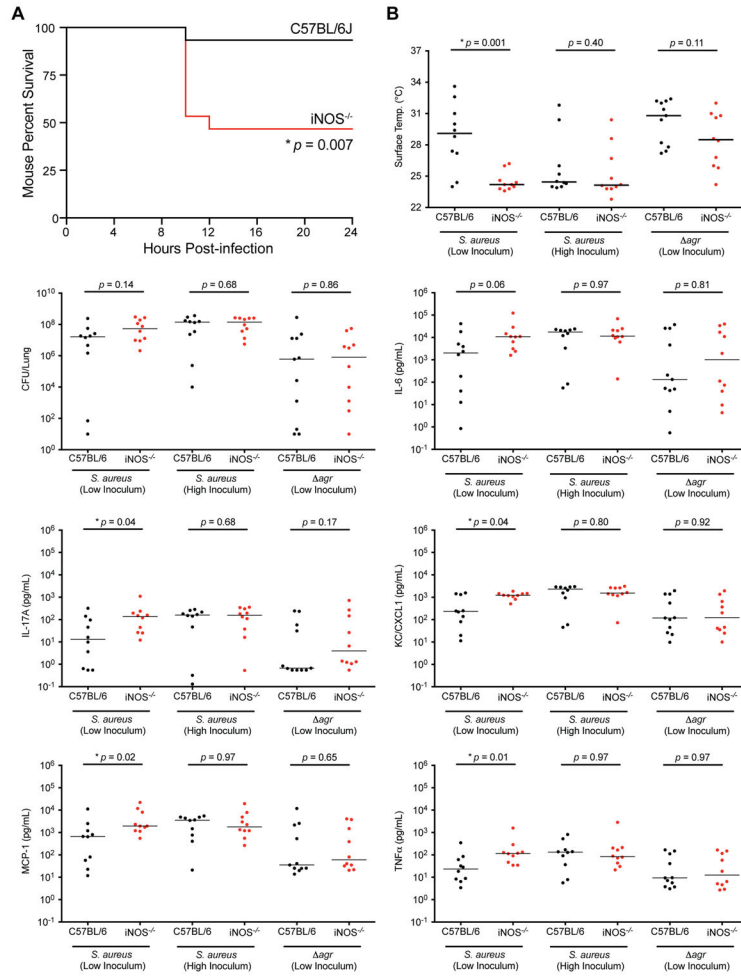 A
C57BL/6J
iNOS-/-
* p = 0.007
Mouse Percent Survival
100
75
50
25
0
0 4 8 12 16 20 24
Hours Post-infection
B
* p = 0.001 p = 0.40 p = 0.11
Surface Temp. (°C)
37
34
31
28
25
22
C57BL/6 iNOS-/- C57BL/6 iNOS-/- C57BL/6 iNOS-/-
S. aureus S. aureus Δagr
(Low Inoculum) (High Inoculum) (Low Inoculum)
p = 0.14 p = 0.68 p = 0.86
CFU/Lung
10^10
10^8
10^6
10^4
10^2
10^0
C57BL/6 iNOS-/- C57BL/6 iNOS-/- C57BL/6 iNOS-/-
S. aureus S. aureus Δagr
(Low Inoculum) (High Inoculum) (Low Inoculum)
p = 0.06 p = 0.97 p = 0.81
IL-6 (pg/mL)
10^6
10^5
10^4
10^3
10^2
10^1
10^0
10^-1
C57BL/6 iNOS-/- C57BL/6 iNOS-/- C57BL/6 iNOS-/-
S. aureus S. aureus Δagr
(Low Inoculum) (High Inoculum) (Low Inoculum)
* p = 0.04 p = 0.68 p = 0.17
IL-17A (pg/mL)
10^6
10^5
10^4
10^3
10^2
10^1
10^0
10^-1
C57BL/6 iNOS-/- C57BL/6 iNOS-/- C57BL/6 iNOS-/-
S. aureus S. aureus Δagr
(Low Inoculum) (High Inoculum) (Low Inoculum)
* p = 0.04 p = 0.80 p = 0.92
KC/CXCL1 (pg/mL)
10^6
10^5
10^4
10^3
10^2
10^1
10^0
10^-1
C57BL/6 iNOS-/- C57BL/6 iNOS-/- C57BL/6 iNOS-/-
S. aureus S. aureus Δagr
(Low Inoculum) (High Inoculum) (Low Inoculum)
* p = 0.02 p = 0.97 p = 0.65
MCP-1 (pg/mL)
10^6
10^5
10^4
10^3
10^2
10^1
10^0
10^-1
C57BL/6 iNOS-/- C57BL/6 iNOS-/- C57BL/6 iNOS-/-
S. aureus S. aureus Δagr
(Low Inoculum) (High Inoculum) (Low Inoculum)
* p = 0.01 p = 0.97 p = 0.97
TNFα (pg/mL)
10^6
10^5
10^4
10^3
10^2
10^1
10^0
10^-1
C57BL/6 iNOS-/- C57BL/6 iNOS-/- C57BL/6 iNOS-/-
S. aureus S. aureus Δagr
(Low Inoculum) (High Inoculum) (Low Inoculum)